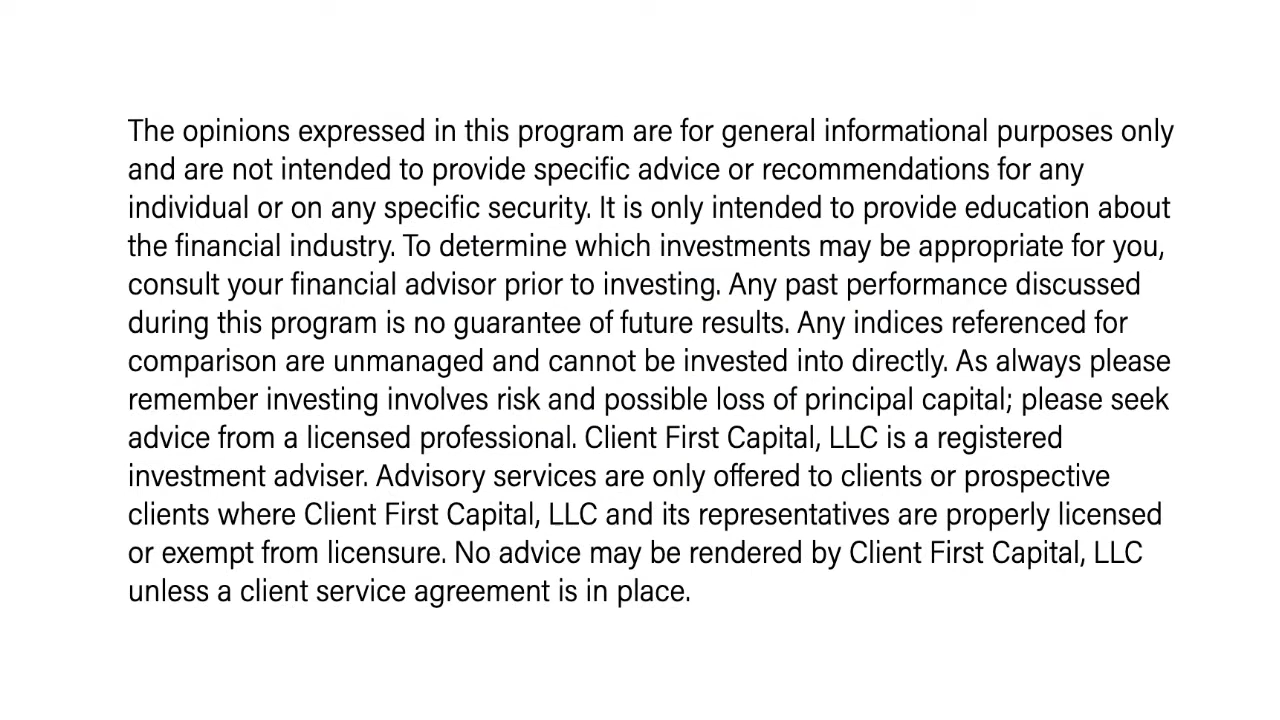 The opinions expressed in this program are for general informational purposes only
and are not intended to provide specific advice or recommendations for any
individual or on any specific security. It is only intended to provide education about
the financial industry. To determine which investments may be appropriate for you,
consult your financial advisor prior to investing. Any past performance discussed
during this program is no guarantee of future results. Any indices referenced for
comparison are unmanaged and cannot be invested into directly. As always please
remember investing involves risk and possible loss of principal capital; please seek
advice from a licensed professional. Client First Capital, LLC is a registered
investment adviser. Advisory services are only offered to clients or prospective
clients where Client First Capital, LLC and its representatives are properly licensed
or exempt from licensure. No advice may be rendered by Client First Capital, LLC
unless a client service agreement is in place.